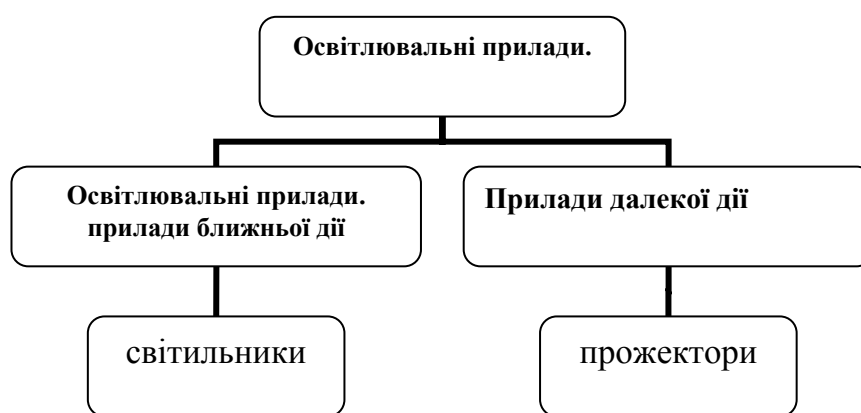 Освітлювальні прилади.
Освітлювальні прилади.
прилади ближньої дії
Прилади далекої дії
світильники
прожектори